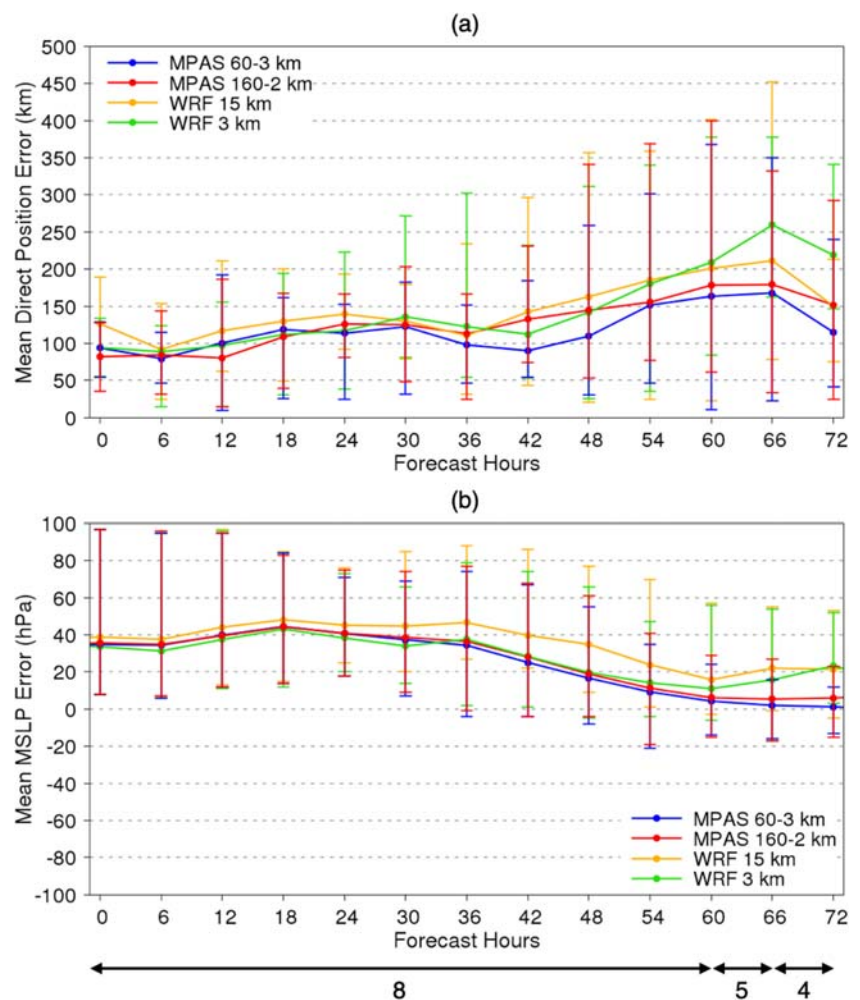 (a)
Mean Direct Position Error (km)
500
450
400
350
300
250
200
150
100
50
0
MPAS 60-3 km
MPAS 160-2 km
WRF 15 km
WRF 3 km
0 6 12 18 24 30 36 42 48 54 60 66 72
Forecast Hours
(b)
Mean MSLP Error (hPa)
100
80
60
40
20
0
-20
-40
-60
-80
-100
MPAS 60-3 km
MPAS 160-2 km
WRF 15 km
WRF 3 km
0 6 12 18 24 30 36 42 48 54 60 66 72
Forecast Hours
8 5 4